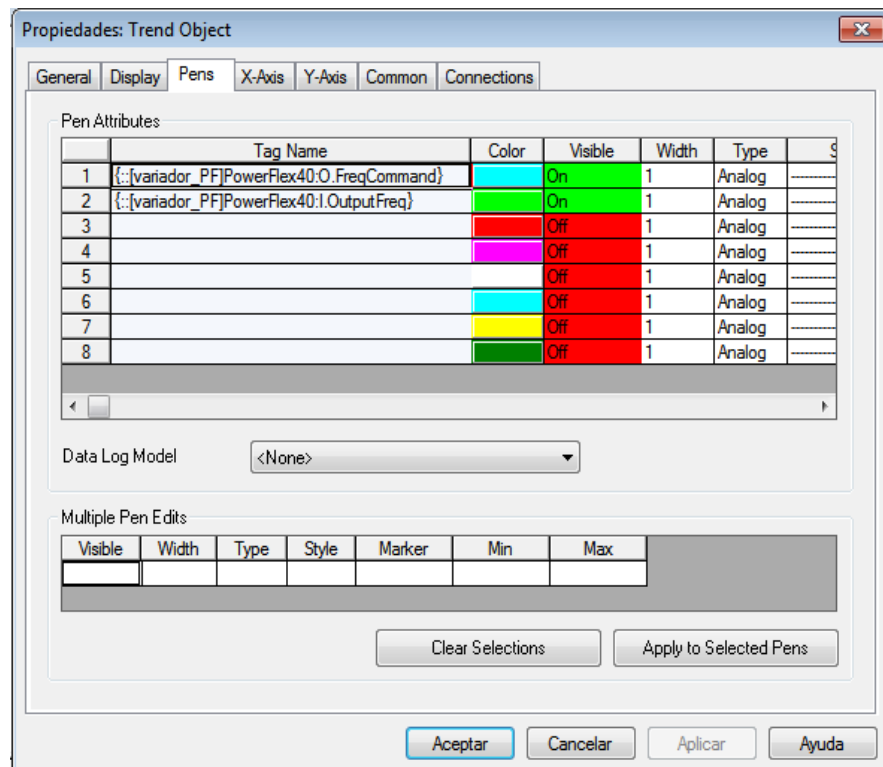 Propiedades: Trend Object
General Display Pens X-Axis Y-Axis Common Connections
Pen Attributes
Tag Name Color Visible Width Type S
1 {::[variador_PF]PowerFlex40:O.FreqCommand} On 1 Analog ----------
2 {::[variador_PF]PowerFlex40:I.OutputFreq} On 1 Analog ----------
3 Off 1 Analog ----------
4 Off 1 Analog ----------
5 Off 1 Analog ----------
6 Off 1 Analog ----------
7 Off 1 Analog ----------
8 Off 1 Analog ----------
Data Log Model <None>
Multiple Pen Edits
Visible Width Type Style Marker Min Max
Clear Selections Apply to Selected Pens
Aceptar Cancelar Aplicar Ayuda